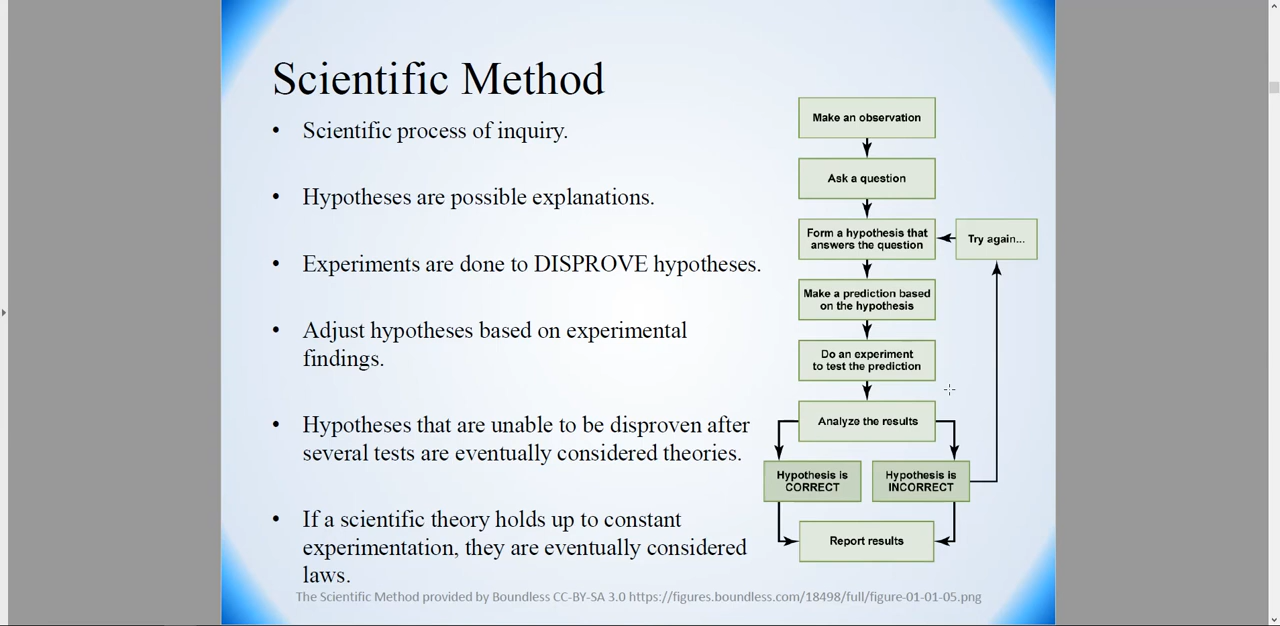 Scientific Method
• Scientific process of inquiry.
• Hypotheses are possible explanations.
• Experiments are done to DISPROVE hypotheses.
• Adjust hypotheses based on experimental
findings.
• Hypotheses that are unable to be disproven after
several tests are eventually considered theories.
• If a scientific theory holds up to constant
experimentation, they are eventually considered
laws.
Make an observation
Ask a question
Form a hypothesis that
answers the question
Try again...
Make a prediction based
on the hypothesis
Do an experiment
to test the prediction
Analyze the results
Hypothesis is
CORRECT
Hypothesis is
INCORRECT
Report results
The Scientific Method provided by Boundless CC-BY-SA 3.0 https://figures.boundless.com/18498/full/figure-01-01-05.png